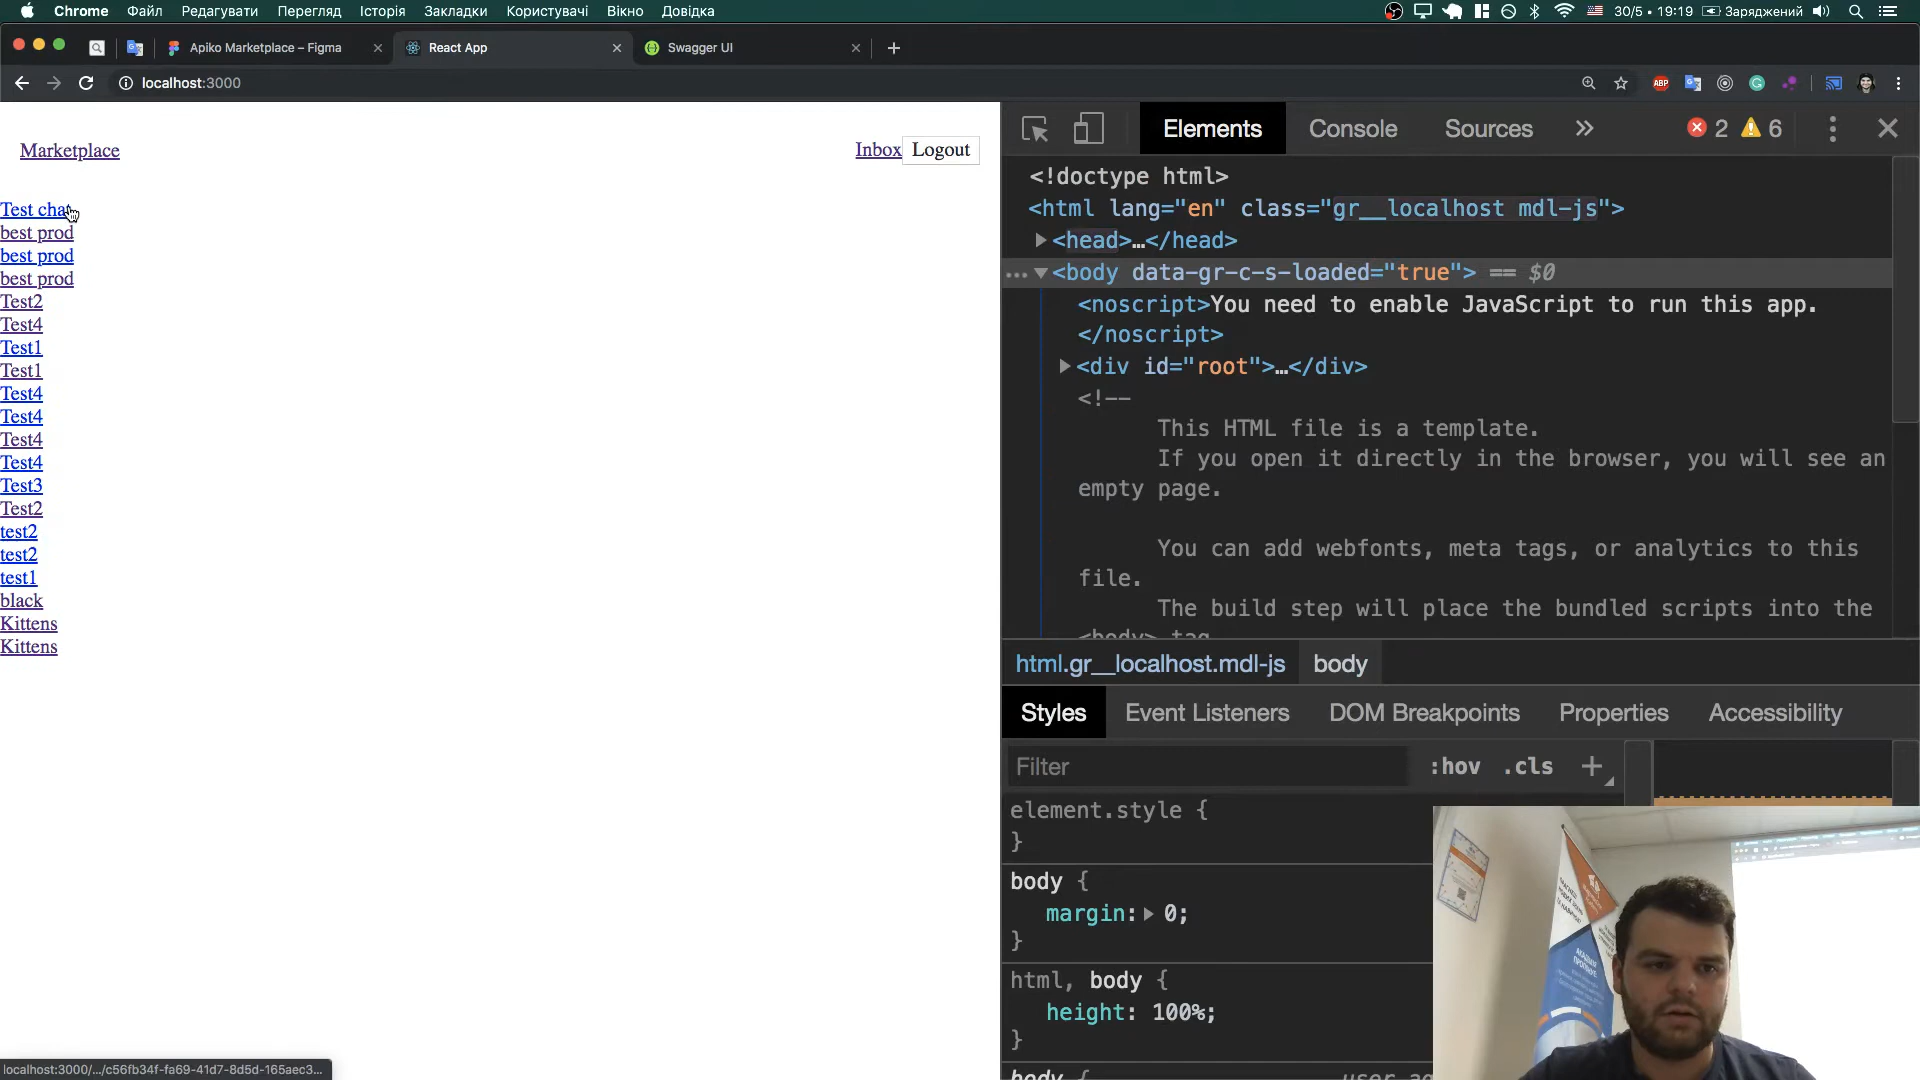 Chrome Файл Редагувати Перегляд Історія Закладки Користувачі Вікно Довідка 30/5 • 19:19 Заряджений
Apiko Marketplace – Figma React App Swagger UI
localhost:3000 ABP
Marketplace Inbox Logout
Test chat
best prod
best prod
best prod
Test2
Test4
Test1
Test1
Test4
Test4
Test4
Test4
Test3
Test2
test2
test2
test1
black
Kittens
Kittens
localhost:3000/.../c56fb34f-fa69-41d7-8d5d-165aec3...
Elements Console Sources » 2 6
<!doctype html>
<html lang="en" class="gr__localhost mdl-js">
<head>…</head>
<body data-gr-c-s-loaded="true"> == $0
<noscript>You need to enable JavaScript to run this app.
</noscript>
<div id="root">…</div>
<!--
This HTML file is a template.
If you open it directly in the browser, you will see an
empty page.
You can add webfonts, meta tags, or analytics to this
file.
The build step will place the bundled scripts into the
<body> tag
html.gr__localhost.mdl-js body
Styles Event Listeners DOM Breakpoints Properties Accessibility
Filter :hov .cls +
element.style {
}
body {
margin: 0;
}
html, body {
height: 100%;
}
body { user ag